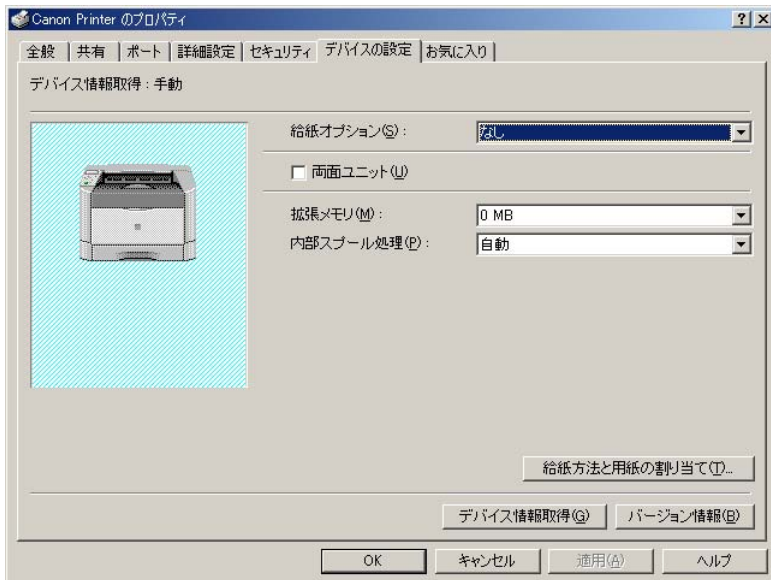 Canon Printer のプロパティ
全般 共有 ポート 詳細設定 セキュリティ デバイスの設定 お気に入り
デバイス情報取得 : 手動
給紙オプション(S) : なし
両面ユニット(U)
拡張メモリ(M) : 0 MB
内部スプール処理(P) : 自動
給紙方法と用紙の割り当て(T)...
デバイス情報取得(G) バージョン情報(B)
OK キャンセル 適用(A) ヘルプ